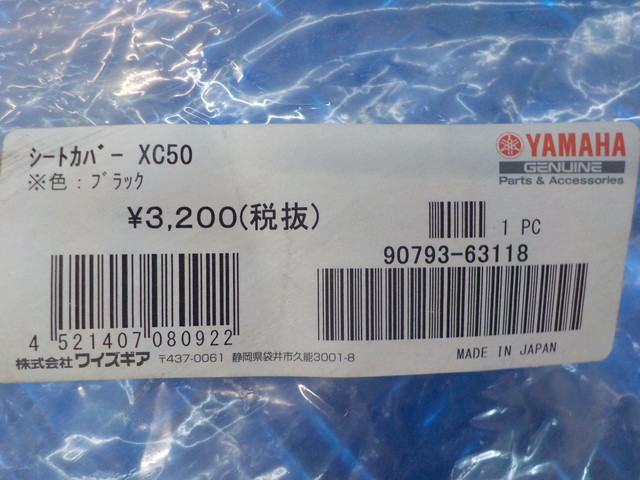 シートカバー XC50
※色：ブラック
YAMAHA
GENUINE
Parts & Accessories
¥3,200(税抜)
1 PC
90793-63118
4 521407 080922
株式会社ワイズギア 〒437-0061 静岡県袋井市久能3001-8
MADE IN JAPAN